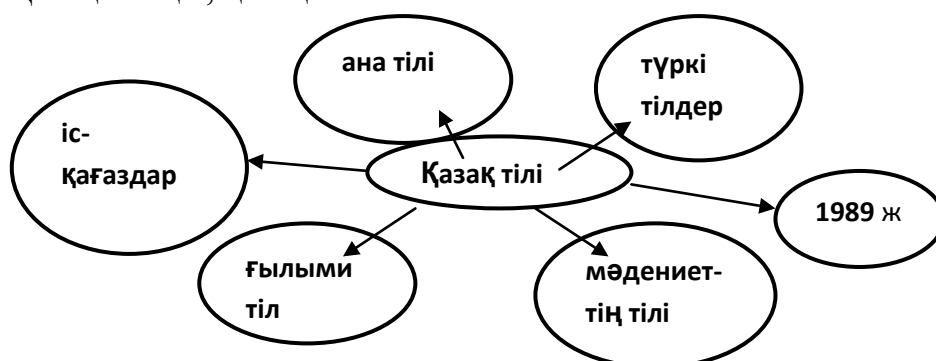 ана тілі
түркі
тілдер
іс-
қағаздар
Қазақ тілі
1989 ж
ғылыми
тіл
мәдениет-
тің тілі